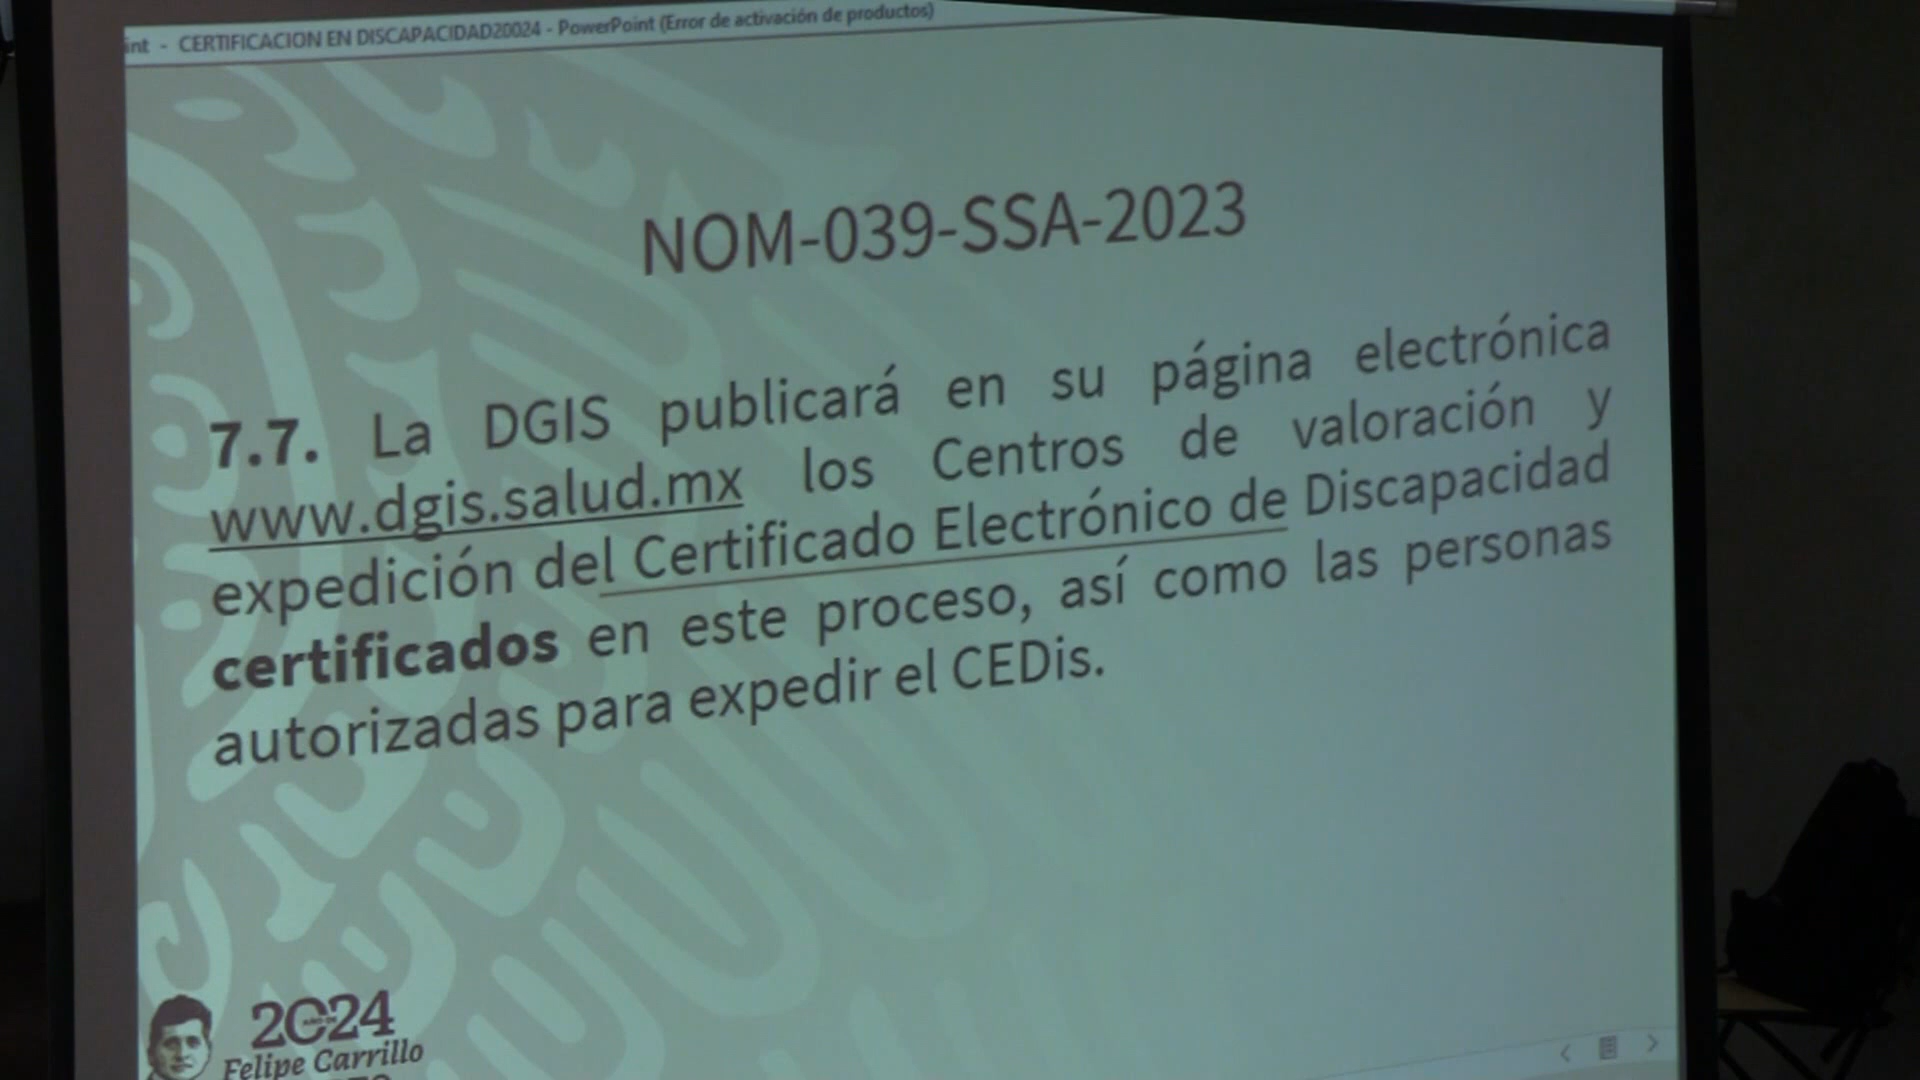 int - CERTIFICACION EN DISCAPACIDAD20024 - PowerPoint (Error de activación de productos)
NOM-039-SSA-2023
7.7. La DGIS publicará en su página electrónica
www.dgis.salud.mx los Centros de valoración y
expedición del Certificado Electrónico de Discapacidad
certificados en este proceso, así como las personas
autorizadas para expedir el CEDis.
2024
Felipe Carrillo